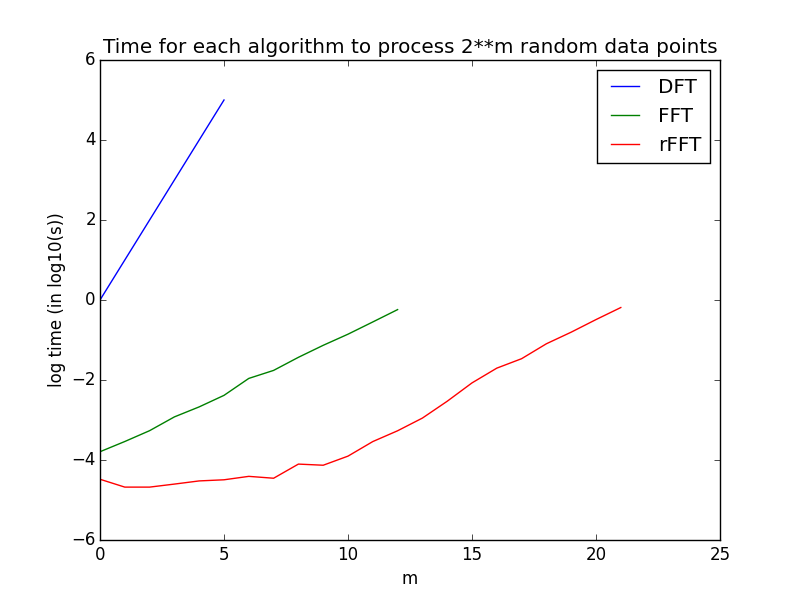 Time for each algorithm to process 2**m random data points
6
4
2
0
−2
−4
−6
log time (in log10(s))
DFT
FFT
rFFT
0 5 10 15 20 25
m